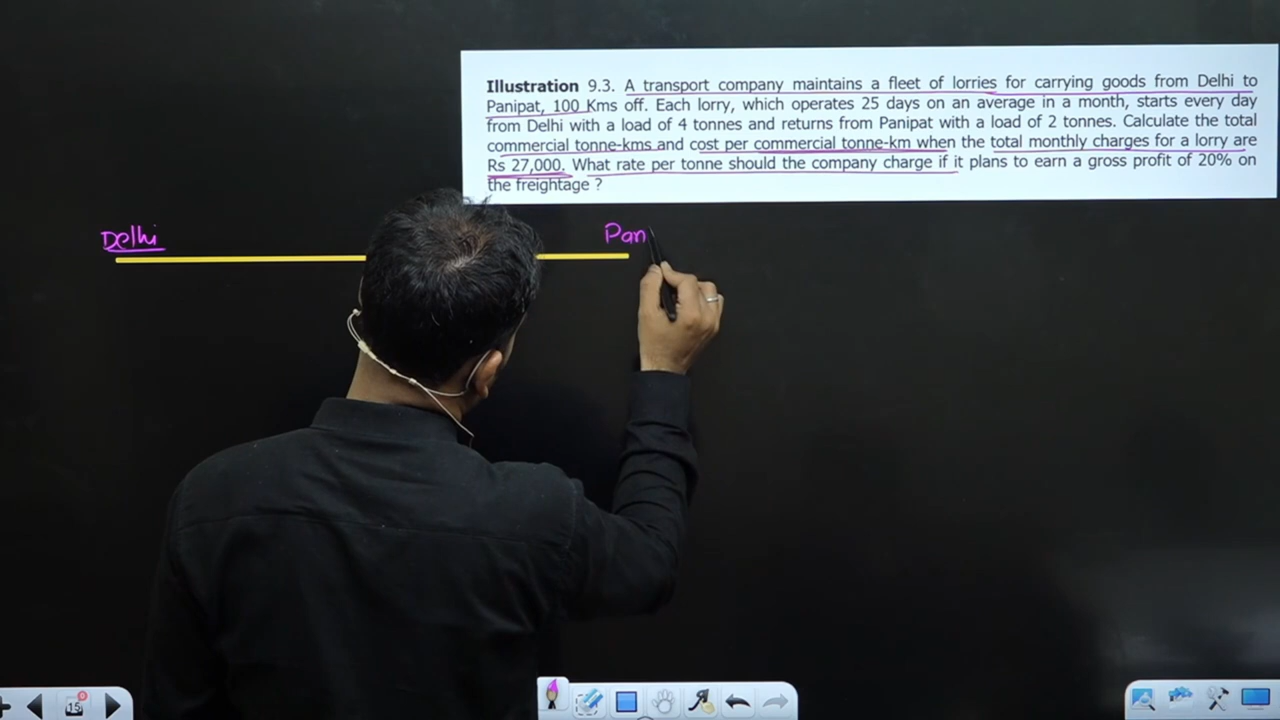 Illustration 9.3. A transport company maintains a fleet of lorries for carrying goods from Delhi to
Panipat, 100 Kms off. Each lorry, which operates 25 days on an average in a month, starts every day
from Delhi with a load of 4 tonnes and returns from Panipat with a load of 2 tonnes. Calculate the total
commercial tonne-kms and cost per commercial tonne-km when the total monthly charges for a lorry are
Rs 27,000. What rate per tonne should the company charge if it plans to earn a gross profit of 20% on
the freightage ?
Delhi Pan
15